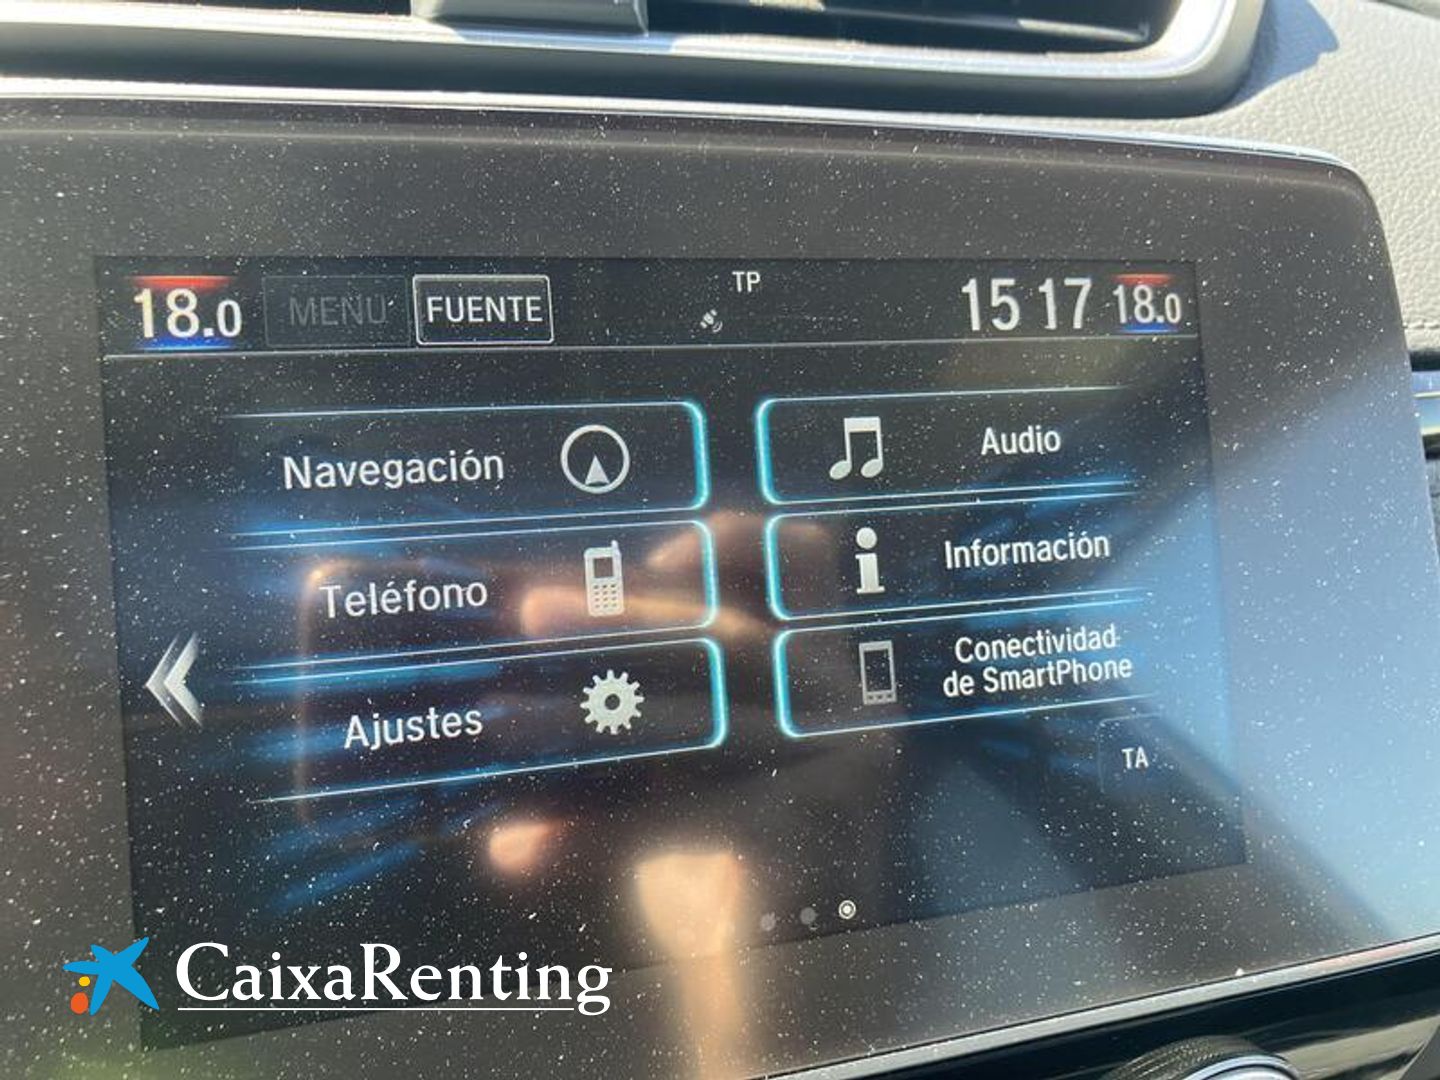 18.0 MENU FUENTE TP 15 17 18.0
Navegación
Audio
Teléfono
Información
Ajustes
Conectividad
de SmartPhone
TA
CaixaRenting